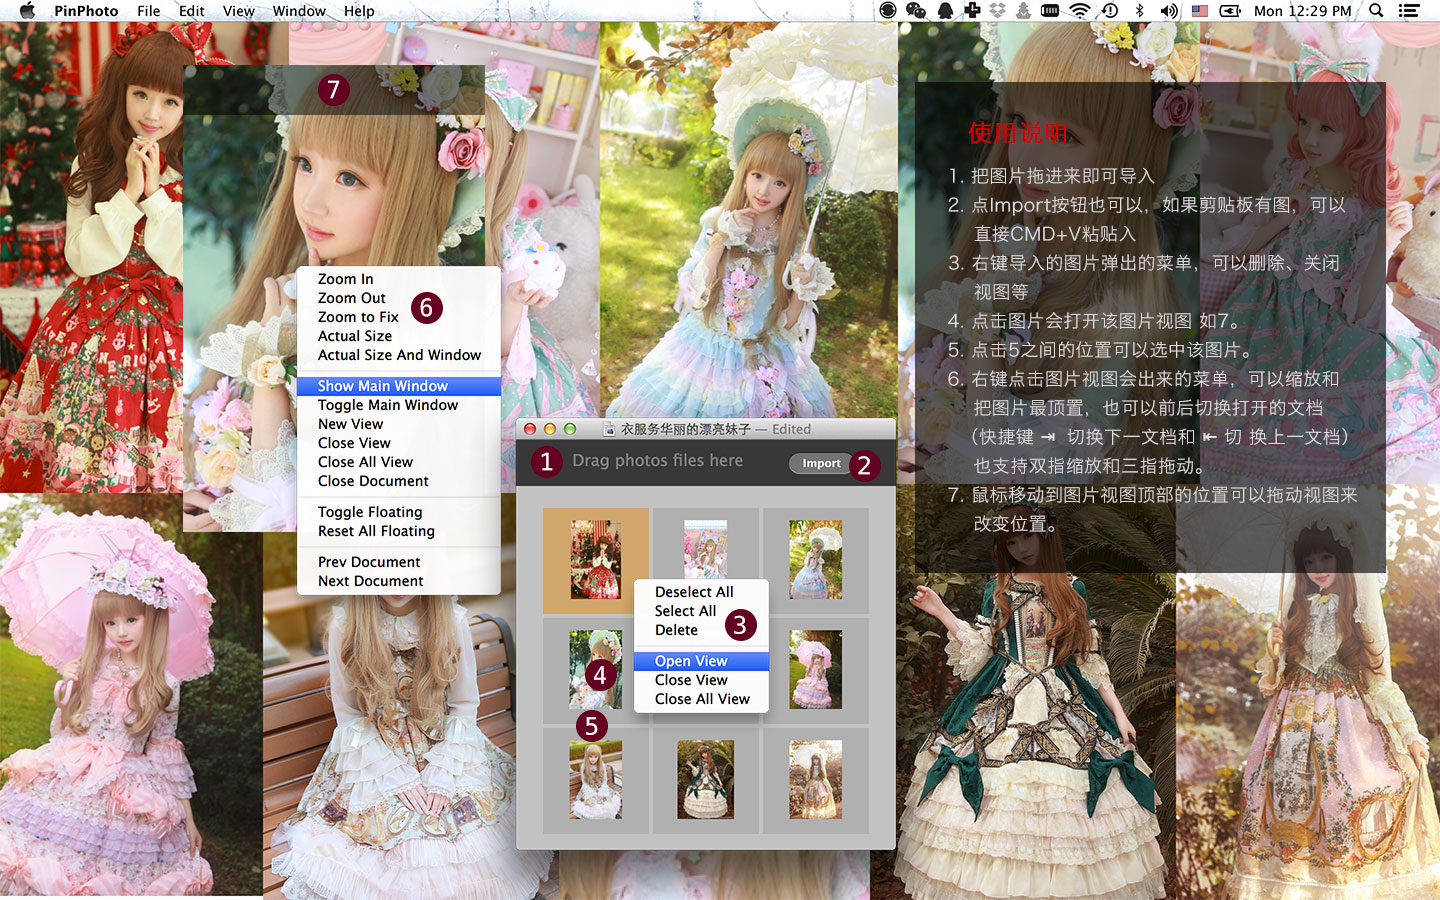 PinPhoto File Edit View Window Help
Mon 12:29 PM
7
Zoom In
Zoom Out
Zoom to Fix
Actual Size
Actual Size And Window
6
Show Main Window
Toggle Main Window
New View
Close View
Close All View
Close Document
Toggle Floating
Reset All Floating
Prev Document
Next Document
衣服务华丽的漂亮妹子 — Edited
1 Drag photos files here Import 2
Deselect All
Select All
Delete
3
Open View
Close View
Close All View
4
5
使用说明
1. 把图片拖进来即可导入
2. 点Import按钮也可以，如果剪贴板有图，可以
直接CMD+V粘贴入
3. 右键导入的图片弹出的菜单，可以删除、关闭
视图等
4. 点击图片会打开该图片视图 如7。
5. 点击5之间的位置可以选中该图片。
6. 右键点击图片视图会出来的菜单，可以缩放和
把图片最顶置，也可以前后切换打开的文档
（快捷键 ⇥ 切换下一文档和 ⇤ 切 换上一文档）
也支持双指缩放和三指拖动。
7. 鼠标移动到图片视图顶部的位置可以拖动视图来
改变位置。